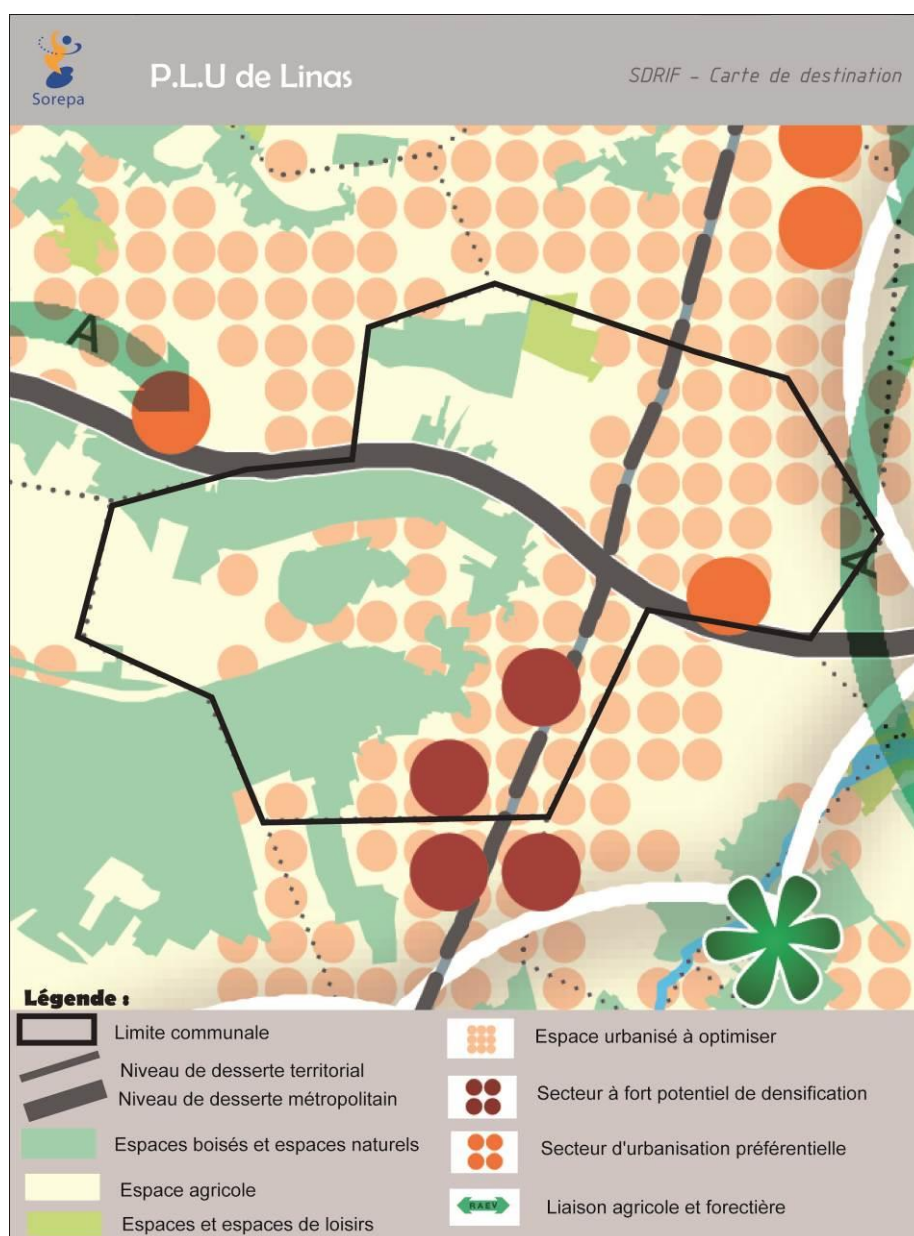 Sorepa
P.L.U de Linas
SDRIF - Carte de destination
A
A
Légende :
Limite communale
Niveau de desserte territorial
Niveau de desserte métropolitain
Espaces boisés et espaces naturels
Espace agricole
Espaces et espaces de loisirs
Espace urbanisé à optimiser
Secteur à fort potentiel de densification
Secteur d'urbanisation préférentielle
RAEV
Liaison agricole et forectière